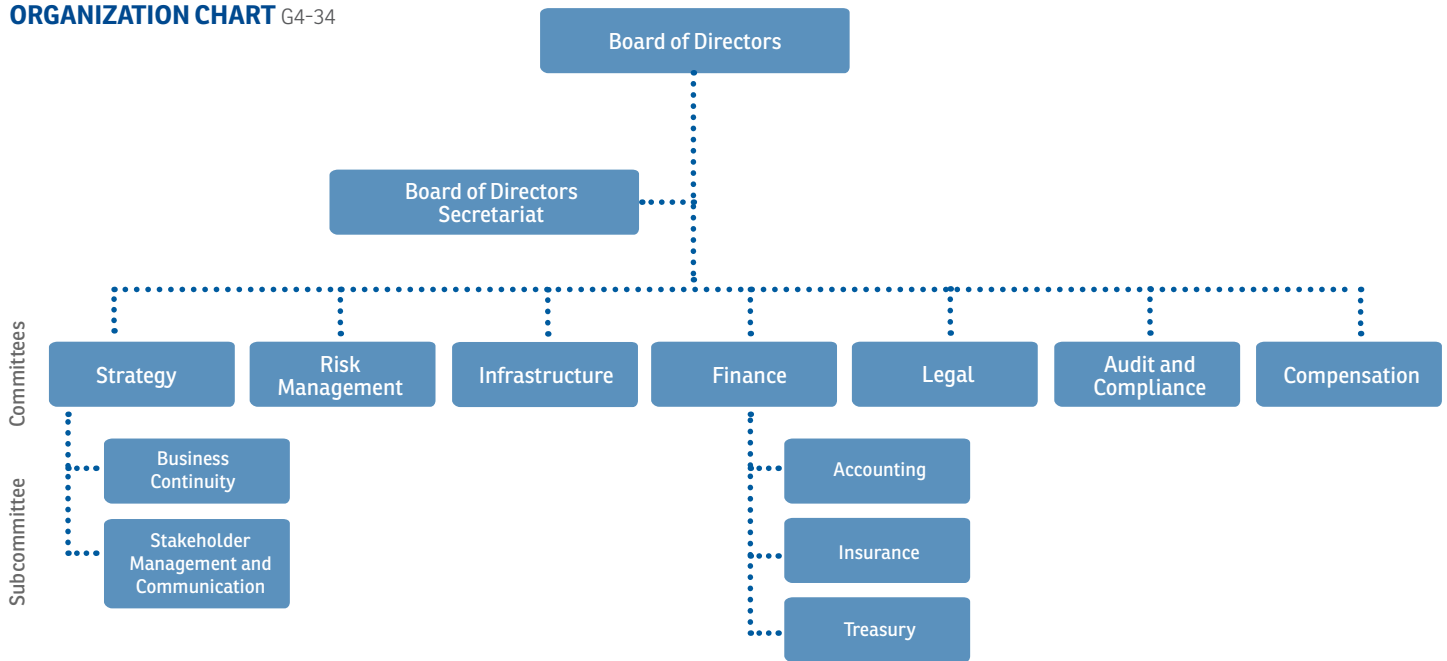 ORGANIZATION CHART G4-34
Board of Directors
Board of Directors
Secretariat
Committees
Strategy
Risk
Management
Infrastructure
Finance
Legal
Audit and
Compliance
Compensation
Subcommittee
Business
Continuity
Stakeholder
Management and
Communication
Accounting
Insurance
Treasury